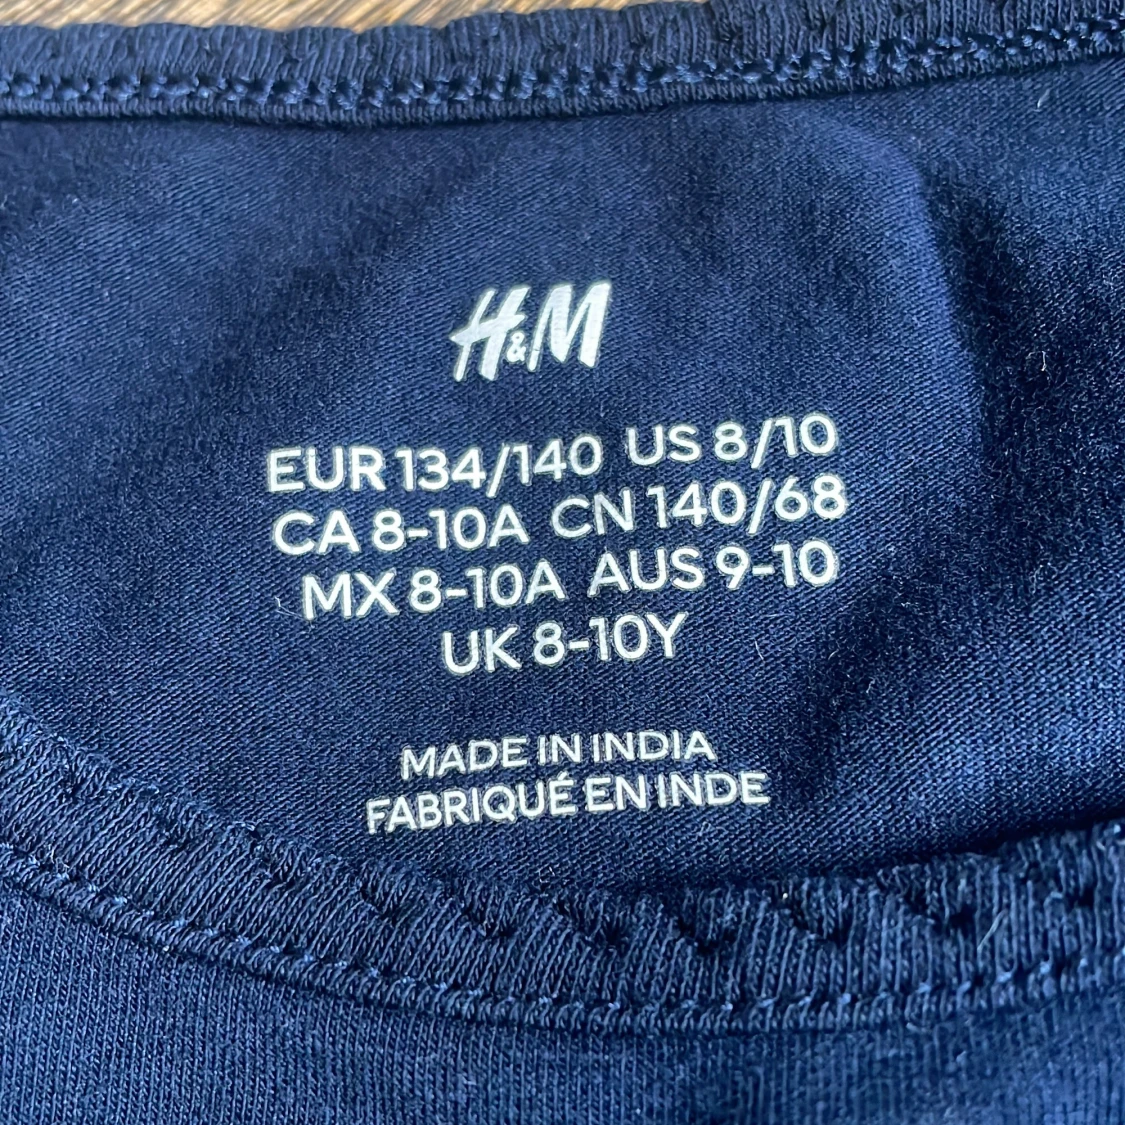 H&M
EUR 134/140 US 8/10
CA 8-10A CN 140/68
MX 8-10A AUS 9-10
UK 8-10Y
MADE IN INDIA
FABRIQUÉ EN INDE